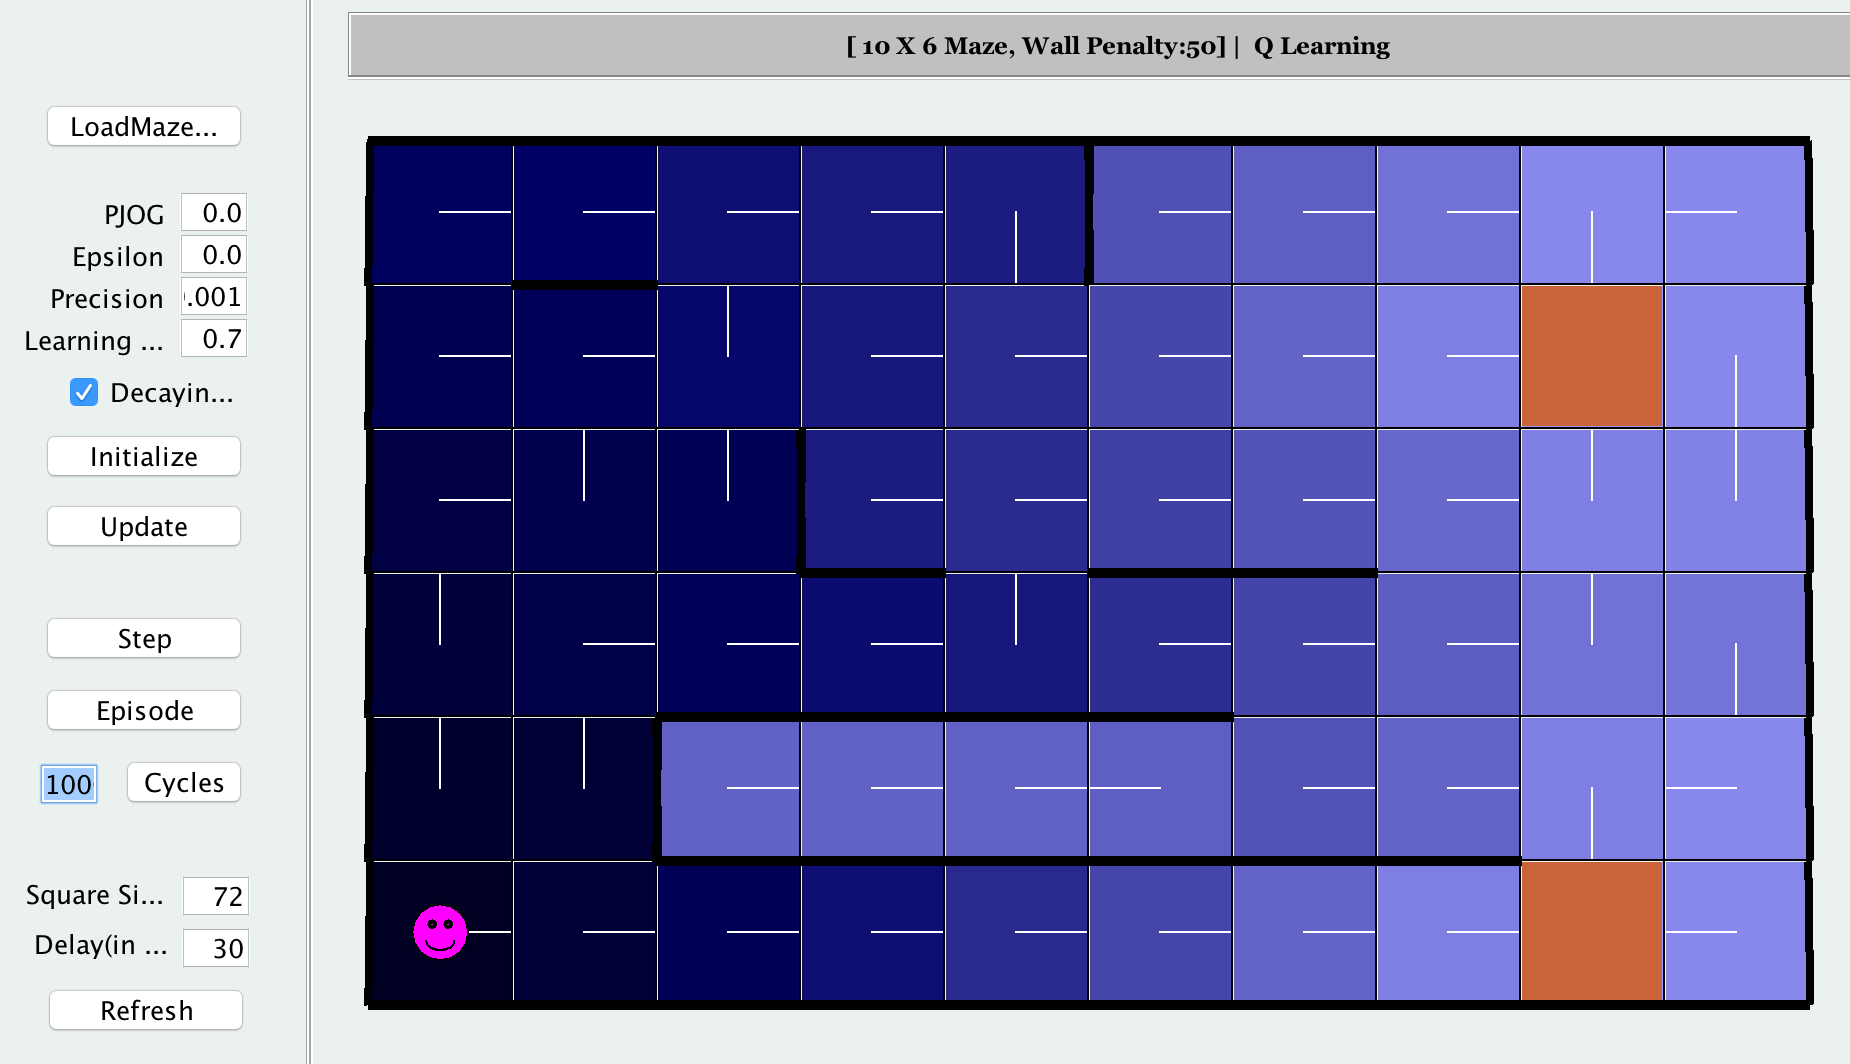 [ 10 X 6 Maze, Wall Penalty:50] | Q Learning
LoadMaze...
PJOG 0.0
Epsilon 0.0
Precision .001
Learning ... 0.7
Decayin...
Initialize
Update
Step
Episode
100 Cycles
Square Si... 72
Delay(in ... 30
Refresh